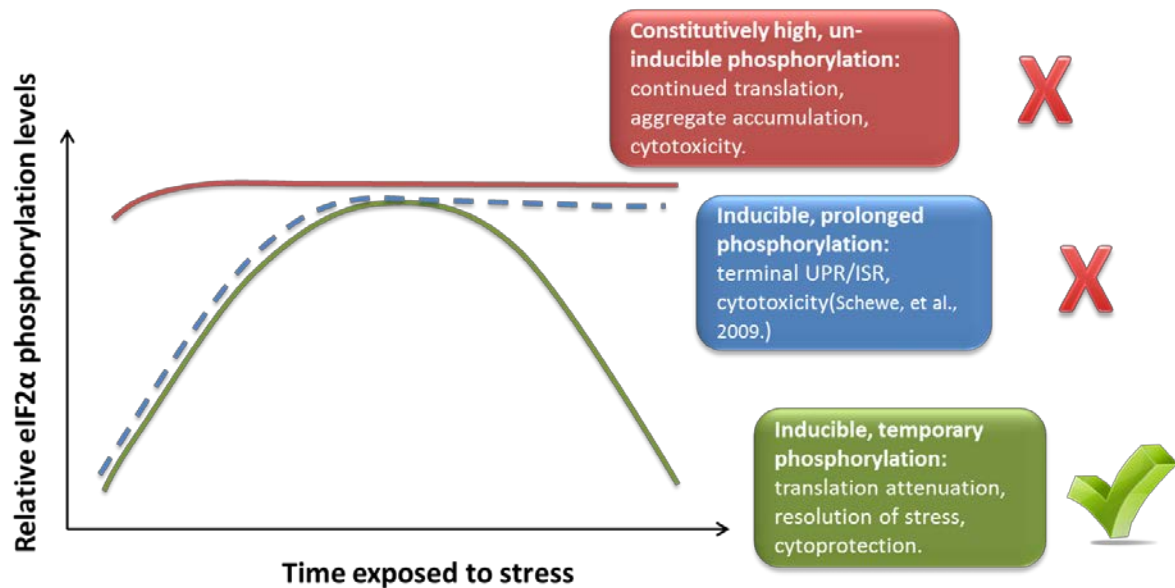 Constitutively high, un-
inducible phosphorylation:
continued translation,
aggregate accumulation,
cytotoxicity.
X
Relative eIF2α phosphorylation levels
Inducible, prolonged
phosphorylation:
terminal UPR/ISR,
cytotoxicity(Schewe, et al.,
2009.)
X
Inducible, temporary
phosphorylation:
translation attenuation,
resolution of stress,
cytoprotection.
Time exposed to stress